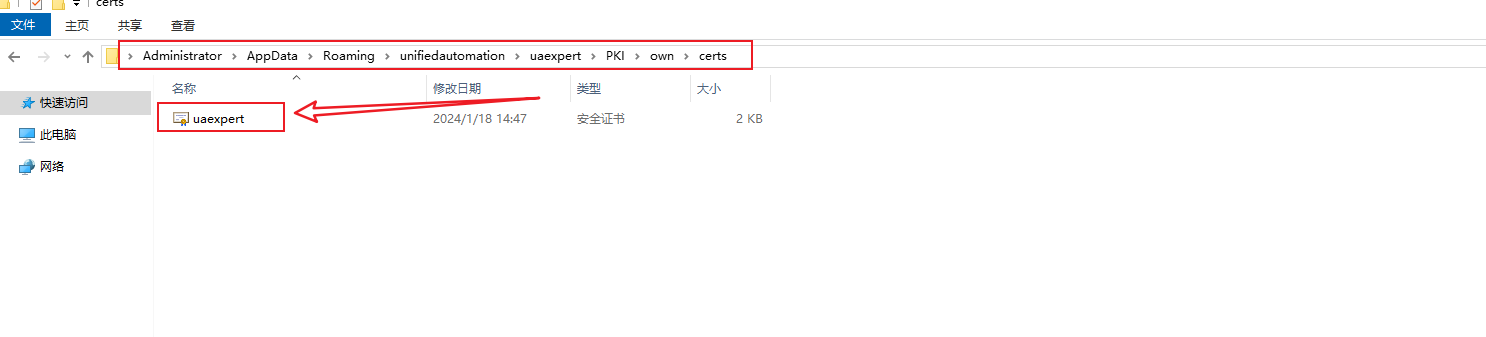 certs
文件 主页 共享 查看
Administrator AppData Roaming unifiedautomation uaexpert PKI own certs
名称 修改日期 类型 大小
快速访问
uaexpert 2024/1/18 14:47 安全证书 2 KB
此电脑
网络